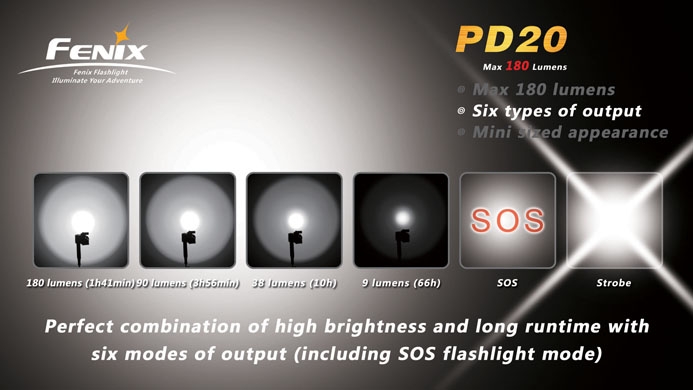 FENIX
Fenix Flashlight
Illuminate Your Adventure
PD20
Max 180 Lumens
Max 180 lumens
Six types of output
Mini sized appearance
SOS
180 lumens (1h41min) 90 lumens (3h56min) 38 lumens (10h) 9 lumens (66h) SOS Strobe
Perfect combination of high brightness and long runtime with
six modes of output (including SOS flashlight mode)